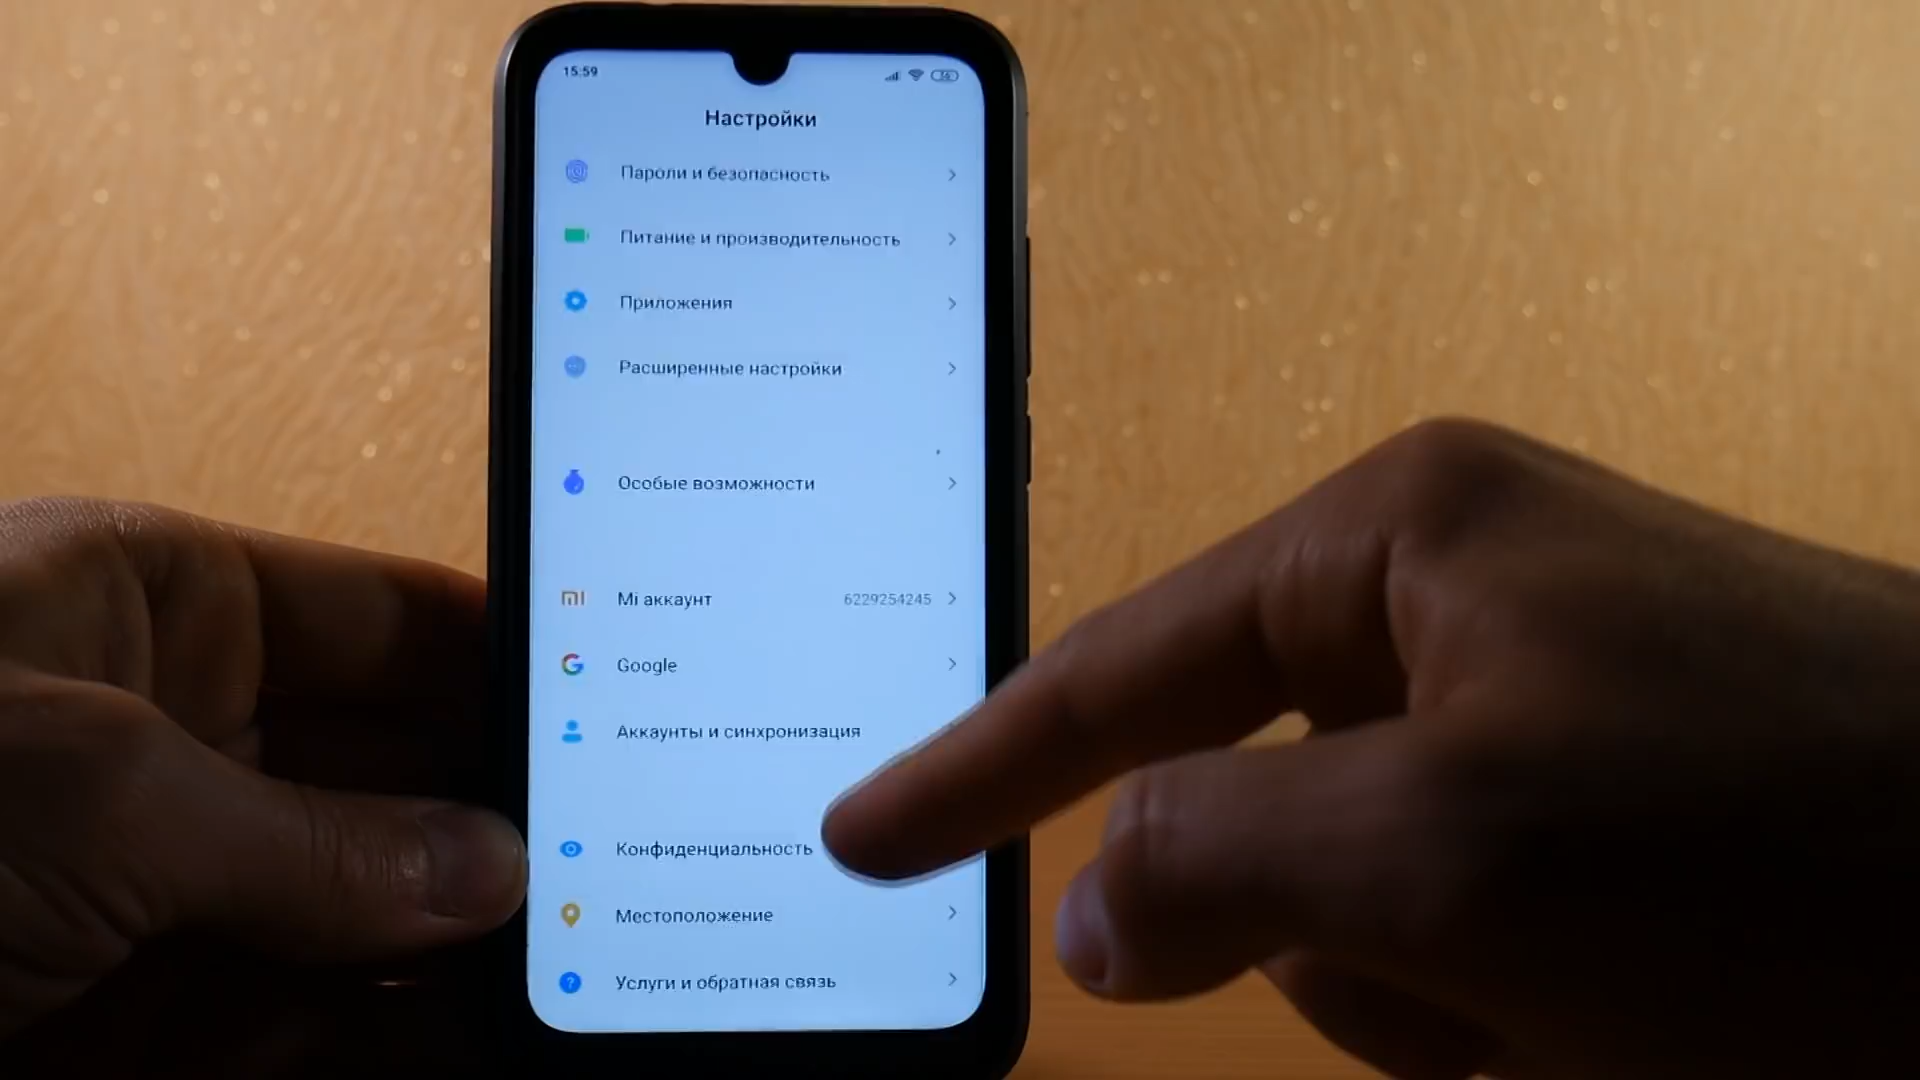 15:59
Настройки
Пароли и безопасность
Питание и производительность
Приложения
Расширенные настройки
Особые возможности
Mi аккаунт 6229254245
Google
Аккаунты и синхронизация
Конфиденциальность
Местоположение
Услуги и обратная связь